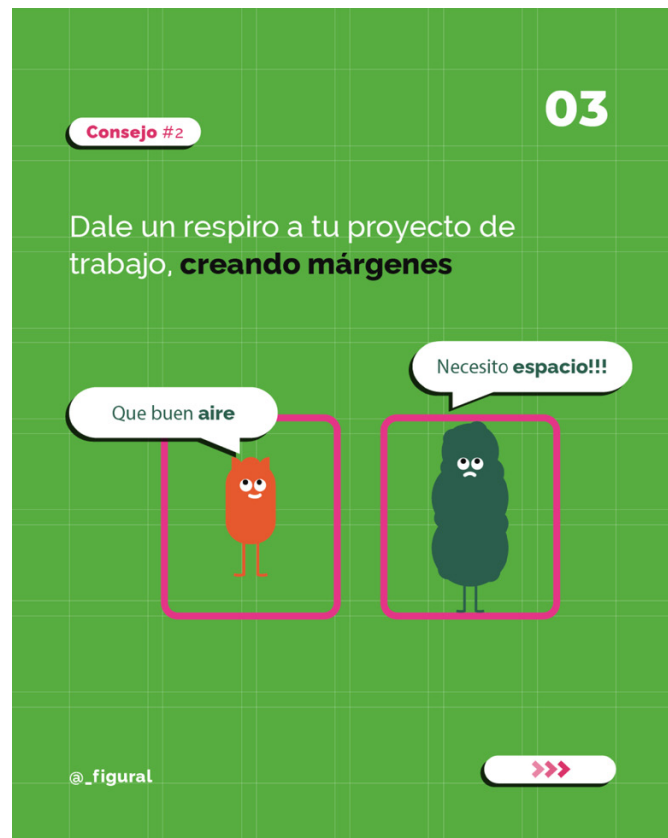 03
Consejo #2
Dale un respiro a tu proyecto de
trabajo, creando márgenes
Necesito espacio!!!
Que buen aire
@_figural